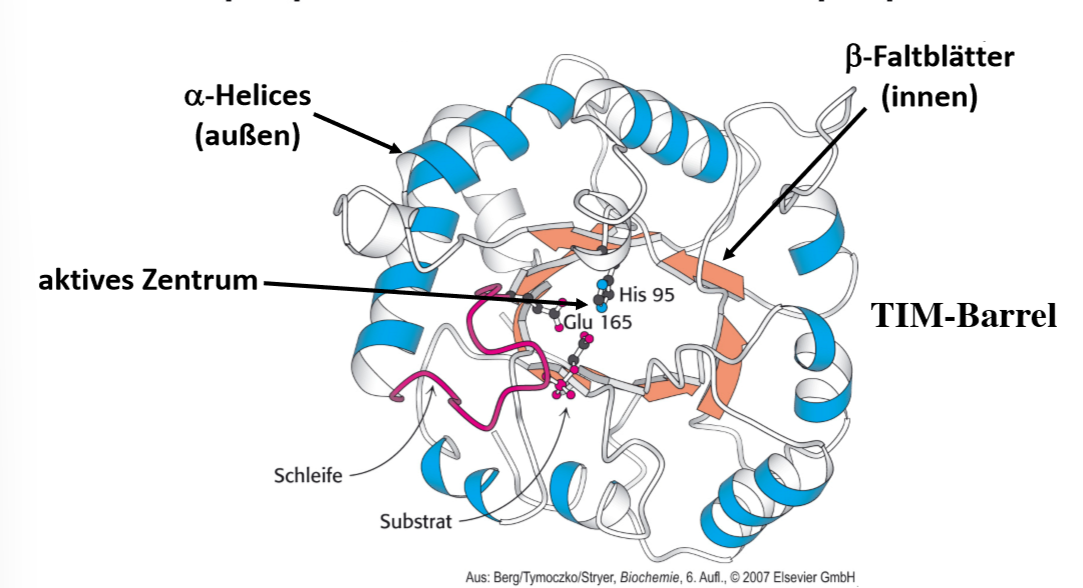 α-Helices
(außen)
β-Faltblätter
(innen)
aktives Zentrum
His 95
Glu 165
TIM-Barrel
Schleife
Substrat
Aus: Berg/Tymoczko/Stryer, Biochemie, 6. Aufl., © 2007 Elsevier GmbH